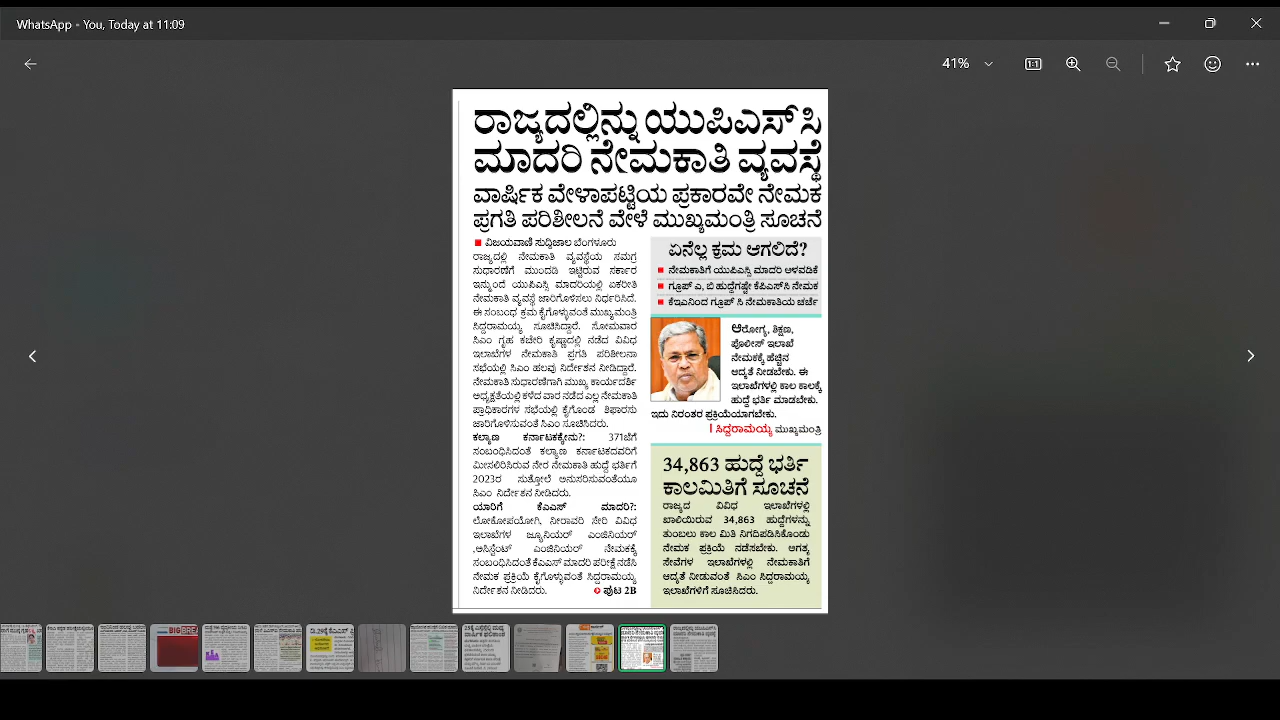 WhatsApp - You, Today at 11:09
41%
1:1
ರಾಜ್ಯದಲ್ಲಿನ್ನು ಯುಪಿಎಸ್‌ಸಿ
ಮಾದರಿ ನೇಮಕಾತಿ ವ್ಯವಸ್ಥೆ
ವಾರ್ಷಿಕ ವೇಳಾಪಟ್ಟಿಯ ಪ್ರಕಾರವೇ ನೇಮಕ
ಪ್ರಗತಿ ಪರಿಶೀಲನೆ ವೇಳೆ ಮುಖ್ಯಮಂತ್ರಿ ಸೂಚನೆ
ವಿಜಯವಾಣಿ ಸುದ್ದಿಜಾಲ ಬೆಂಗಳೂರು
ರಾಜ್ಯದಲ್ಲಿ ನೇಮಕಾತಿ ವ್ಯವಸ್ಥೆಯ ಸಮಗ್ರ
ಸುಧಾರಣೆಗೆ ಮುಂದಡಿ ಇಟ್ಟಿರುವ ಸರ್ಕಾರ
ಇನ್ಮುಂದೆ ಯುಪಿಎಸ್ಸಿ ಮಾದರಿಯಲ್ಲಿ ಏಕರೀತಿ
ನೇಮಕಾತಿ ವ್ಯವಸ್ಥೆ ಜಾರಿಗೊಳಿಸಲು ನಿರ್ಧರಿಸಿದೆ.
ಈ ಸಂಬಂಧ ಕ್ರಮ ಕೈಗೊಳ್ಳುವಂತೆ ಮುಖ್ಯಮಂತ್ರಿ
ಸಿದ್ದರಾಮಯ್ಯ ಸೂಚಿಸಿದ್ದಾರೆ. ಸೋಮವಾರ
ಸಿಎಂ ಗೃಹ ಕಚೇರಿ ಕೃಷ್ಣಾದಲ್ಲಿ ನಡೆದ ವಿವಿಧ
ಇಲಾಖೆಗಳ ನೇಮಕಾತಿ ಪ್ರಗತಿ ಪರಿಶೀಲನಾ
ಸಭೆಯಲ್ಲಿ ಸಿಎಂ ಹಲವು ನಿರ್ದೇಶನ ನೀಡಿದ್ದಾರೆ.
ನೇಮಕಾತಿ ಸುಧಾರಣೆಗಾಗಿ ಮುಖ್ಯ ಕಾರ್ಯದರ್ಶಿ
ಅಧ್ಯಕ್ಷತೆಯಲ್ಲಿ ಕಳೆದ ವಾರ ನಡೆದ ಎಲ್ಲ ನೇಮಕಾತಿ
ಪ್ರಾಧಿಕಾರಗಳ ಸಭೆಯಲ್ಲಿ ಕೈಗೊಂಡ ಶಿಫಾರಸು
ಜಾರಿಗೊಳಿಸುವಂತೆ ಸಿಎಂ ಸೂಚಿಸಿದರು.
ಕಲ್ಯಾಣ ಕರ್ನಾಟಕಕ್ಕೇನು?: 371ಜೆಗೆ
ಸಂಬಂಧಿಸಿದಂತೆ ಕಲ್ಯಾಣ ಕರ್ನಾಟಕದವರಿಗೆ
ಮೀಸಲಿರಿಸಿರುವ ನೇರ ನೇಮಕಾತಿ ಹುದ್ದೆ ಭರ್ತಿಗೆ
2023ರ ಸುತ್ತೋಲೆ ಅನುಸರಿಸುವಂತೆಯೂ
ಸಿಎಂ ನಿರ್ದೇಶನ ನೀಡಿದರು.
ಯಾರಿಗೆ ಕೆಎಎಸ್ ಮಾದರಿ?:
ಲೋಕೋಪಯೋಗಿ, ನೀರಾವರಿ ಸೇರಿ ವಿವಿಧ
ಇಲಾಖೆಗಳ ಜ್ಯೂನಿಯರ್ ಎಂಜಿನಿಯರ್
,ಅಸಿಸ್ಟೆಂಟ್ ಎಂಜಿನಿಯರ್ ನೇಮಕಕ್ಕೆ
ಸಂಬಂಧಿಸಿದಂತೆ ಕೆಎಎಸ್ ಮಾದರಿ ಪರೀಕ್ಷೆ ನಡೆಸಿ
ನೇಮಕ ಪ್ರಕ್ರಿಯೆ ಕೈಗೊಳ್ಳುವಂತೆ ಸಿದ್ದರಾಮಯ್ಯ
ನಿರ್ದೇಶನ ನೀಡಿದರು. ಪುಟ 2B
ಏನೆಲ್ಲ ಕ್ರಮ ಆಗಲಿದೆ?
ನೇಮಕಾತಿಗೆ ಯುಪಿಎಸ್ಸಿ ಮಾದರಿ ಅಳವಡಿಕೆ
ಗ್ರೂಪ್ ಎ, ಬಿ ಹುದ್ದೆಗಷ್ಟೇ ಕೆಪಿಎಸ್‌ಸಿ ನೇಮಕ
ಕೆಇಎನಿಂದ ಗ್ರೂಪ್ ಸಿ ನೇಮಕಾತಿಯ ಚರ್ಚೆ
ಆರೋಗ್ಯ, ಶಿಕ್ಷಣ,
ಪೊಲೀಸ್ ಇಲಾಖೆ
ನೇಮಕಕ್ಕೆ ಹೆಚ್ಚಿನ
ಆದ್ಯತೆ ನೀಡಬೇಕು. ಈ
ಇಲಾಖೆಗಳಲ್ಲಿ ಕಾಲ ಕಾಲಕ್ಕೆ
ಹುದ್ದೆ ಭರ್ತಿ ಮಾಡಬೇಕು.
ಇದು ನಿರಂತರ ಪ್ರಕ್ರಿಯೆಯಾಗಬೇಕು.
| ಸಿದ್ದರಾಮಯ್ಯ ಮುಖ್ಯಮಂತ್ರಿ
34,863 ಹುದ್ದೆ ಭರ್ತಿ
ಕಾಲಮಿತಿಗೆ ಸೂಚನೆ
ರಾಜ್ಯದ ವಿವಿಧ ಇಲಾಖೆಗಳಲ್ಲಿ
ಖಾಲಿಯಿರುವ 34,863 ಹುದ್ದೆಗಳನ್ನು
ತುಂಬಲು ಕಾಲ ಮಿತಿ ನಿಗದಿಪಡಿಸಿಕೊಂಡು
ನೇಮಕ ಪ್ರಕ್ರಿಯೆ ನಡೆಸಬೇಕು. ಅಗತ್ಯ
ಸೇವೆಗಳ ಇಲಾಖೆಗಳಲ್ಲಿ ನೇಮಕಾತಿಗೆ
ಆದ್ಯತೆ ನೀಡುವಂತೆ ಸಿಎಂ ಸಿದ್ದರಾಮಯ್ಯ
ಇಲಾಖೆಗಳಿಗೆ ಸೂಚಿಸಿದರು.